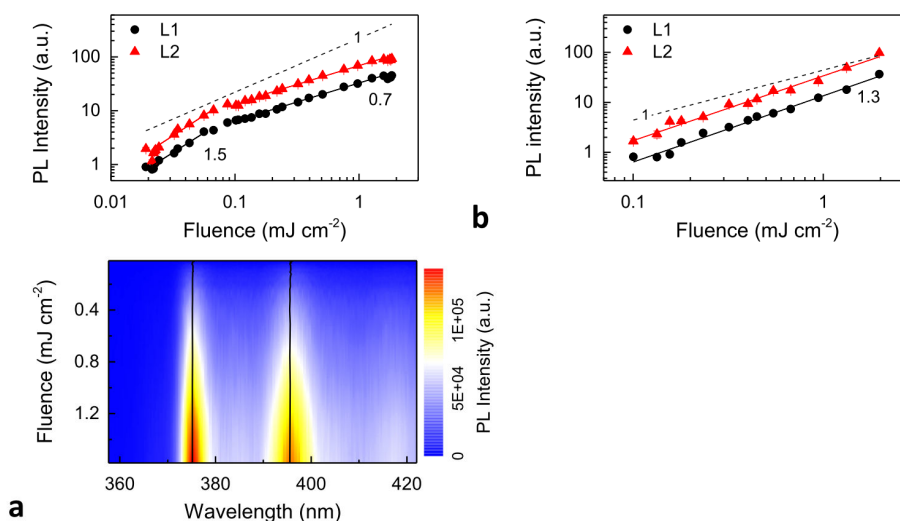 L1
L2
100
10
1
PL Intensity (a.u.)
1
0.7
1.5
0.01
0.1
1
Fluence (mJ cm⁻²)
L1
L2
100
10
1
PL intensity (a.u.)
1
1.3
0.1
1
Fluence (mJ cm⁻²)
b
0.4
0.8
1.2
Fluence (mJ cm⁻²)
360
380
400
420
Wavelength (nm)
1E+05
5E+04
0
PL Intensity (a.u.)
a